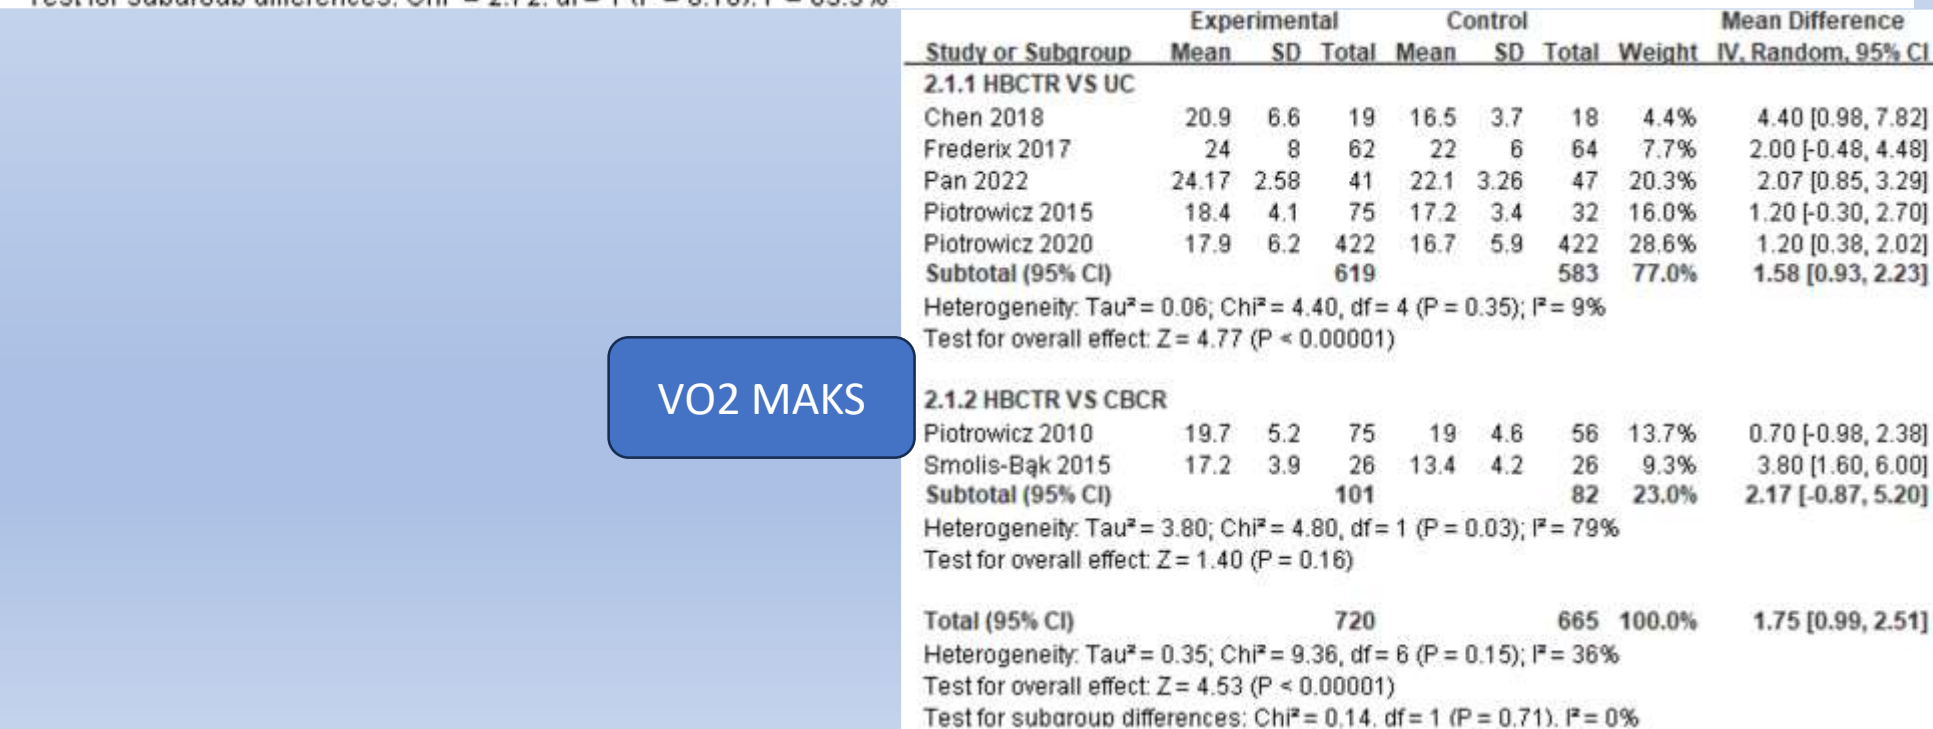 Test for subgroup differences: Chi² = 2.72. df = 1 (P = 0.10). I² = 63.3%
Experimental Control Mean Difference
Study or Subgroup Mean SD Total Mean SD Total Weight IV, Random, 95% CI
2.1.1 HBCTR VS UC
Chen 2018 20.9 6.6 19 16.5 3.7 18 4.4% 4.40 [0.98, 7.82]
Frederix 2017 24 8 62 22 6 64 7.7% 2.00 [-0.48, 4.48]
Pan 2022 24.17 2.58 41 22.1 3.26 47 20.3% 2.07 [0.85, 3.29]
Piotrowicz 2015 18.4 4.1 75 17.2 3.4 32 16.0% 1.20 [-0.30, 2.70]
Piotrowicz 2020 17.9 6.2 422 16.7 5.9 422 28.6% 1.20 [0.38, 2.02]
Subtotal (95% CI) 619 583 77.0% 1.58 [0.93, 2.23]
Heterogeneity: Tau² = 0.06; Chi² = 4.40, df = 4 (P = 0.35); I² = 9%
Test for overall effect: Z = 4.77 (P < 0.00001)
VO2 MAKS
2.1.2 HBCTR VS CBCR
Piotrowicz 2010 19.7 5.2 75 19 4.6 56 13.7% 0.70 [-0.98, 2.38]
Smolis-Bąk 2015 17.2 3.9 26 13.4 4.2 26 9.3% 3.80 [1.60, 6.00]
Subtotal (95% CI) 101 82 23.0% 2.17 [-0.87, 5.20]
Heterogeneity: Tau² = 3.80; Chi² = 4.80, df = 1 (P = 0.03); I² = 79%
Test for overall effect: Z = 1.40 (P = 0.16)
Total (95% CI) 720 665 100.0% 1.75 [0.99, 2.51]
Heterogeneity: Tau² = 0.35; Chi² = 9.36, df = 6 (P = 0.15); I² = 36%
Test for overall effect: Z = 4.53 (P < 0.00001)
Test for subgroup differences: Chi² = 0.14. df = 1 (P = 0.71). I² = 0%